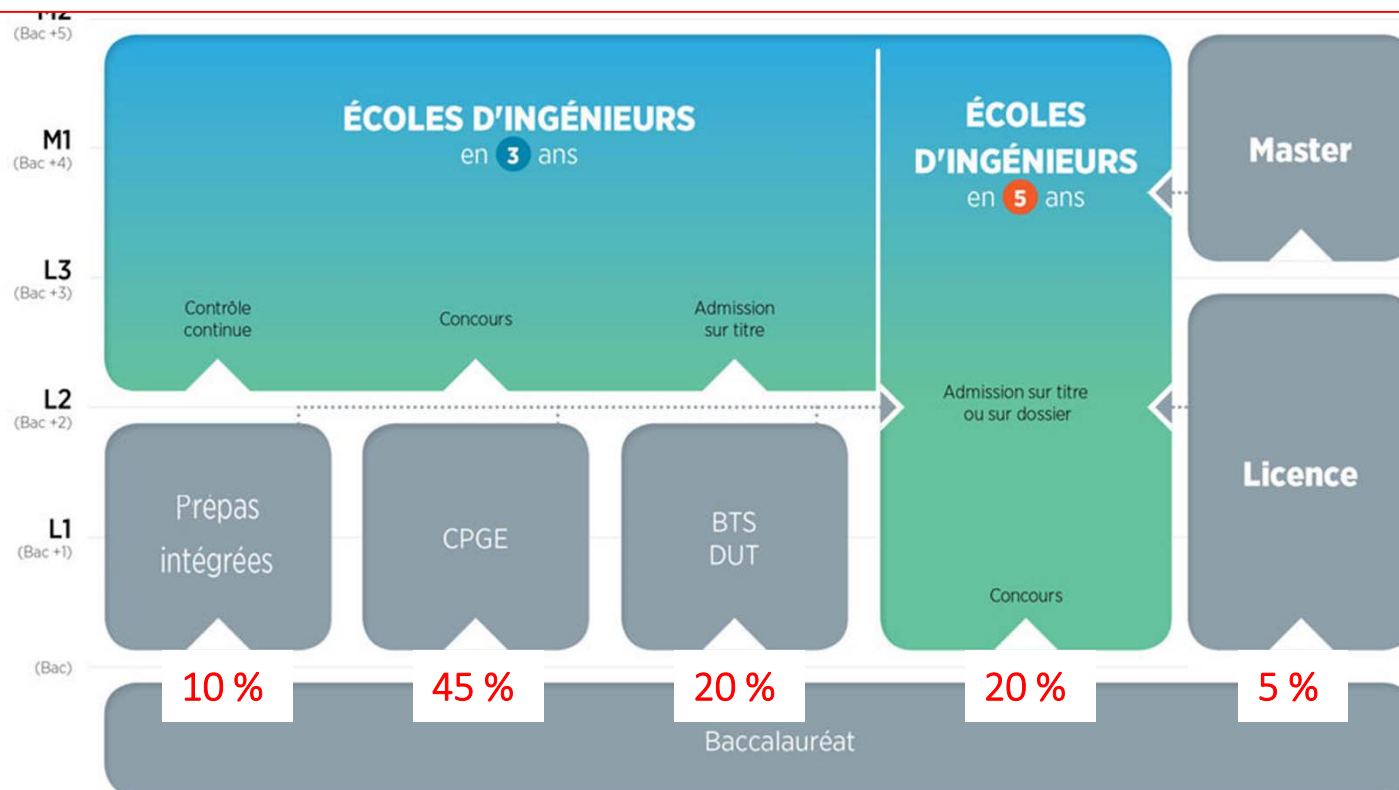 M2
(Bac +5)
ÉCOLES D'INGÉNIEURS
en 3 ans
ÉCOLES
D'INGÉNIEURS
en 5 ans
Master
M1
(Bac +4)
L3
(Bac +3)
Contrôle
continue
Concours
Admission
sur titre
L2
(Bac +2)
Admission sur titre
ou sur dossier
Licence
Prépas
intégrées
CPGE
BTS
DUT
L1
(Bac +1)
Concours
(Bac)
10 %
45 %
20 %
20 %
5 %
Baccalauréat